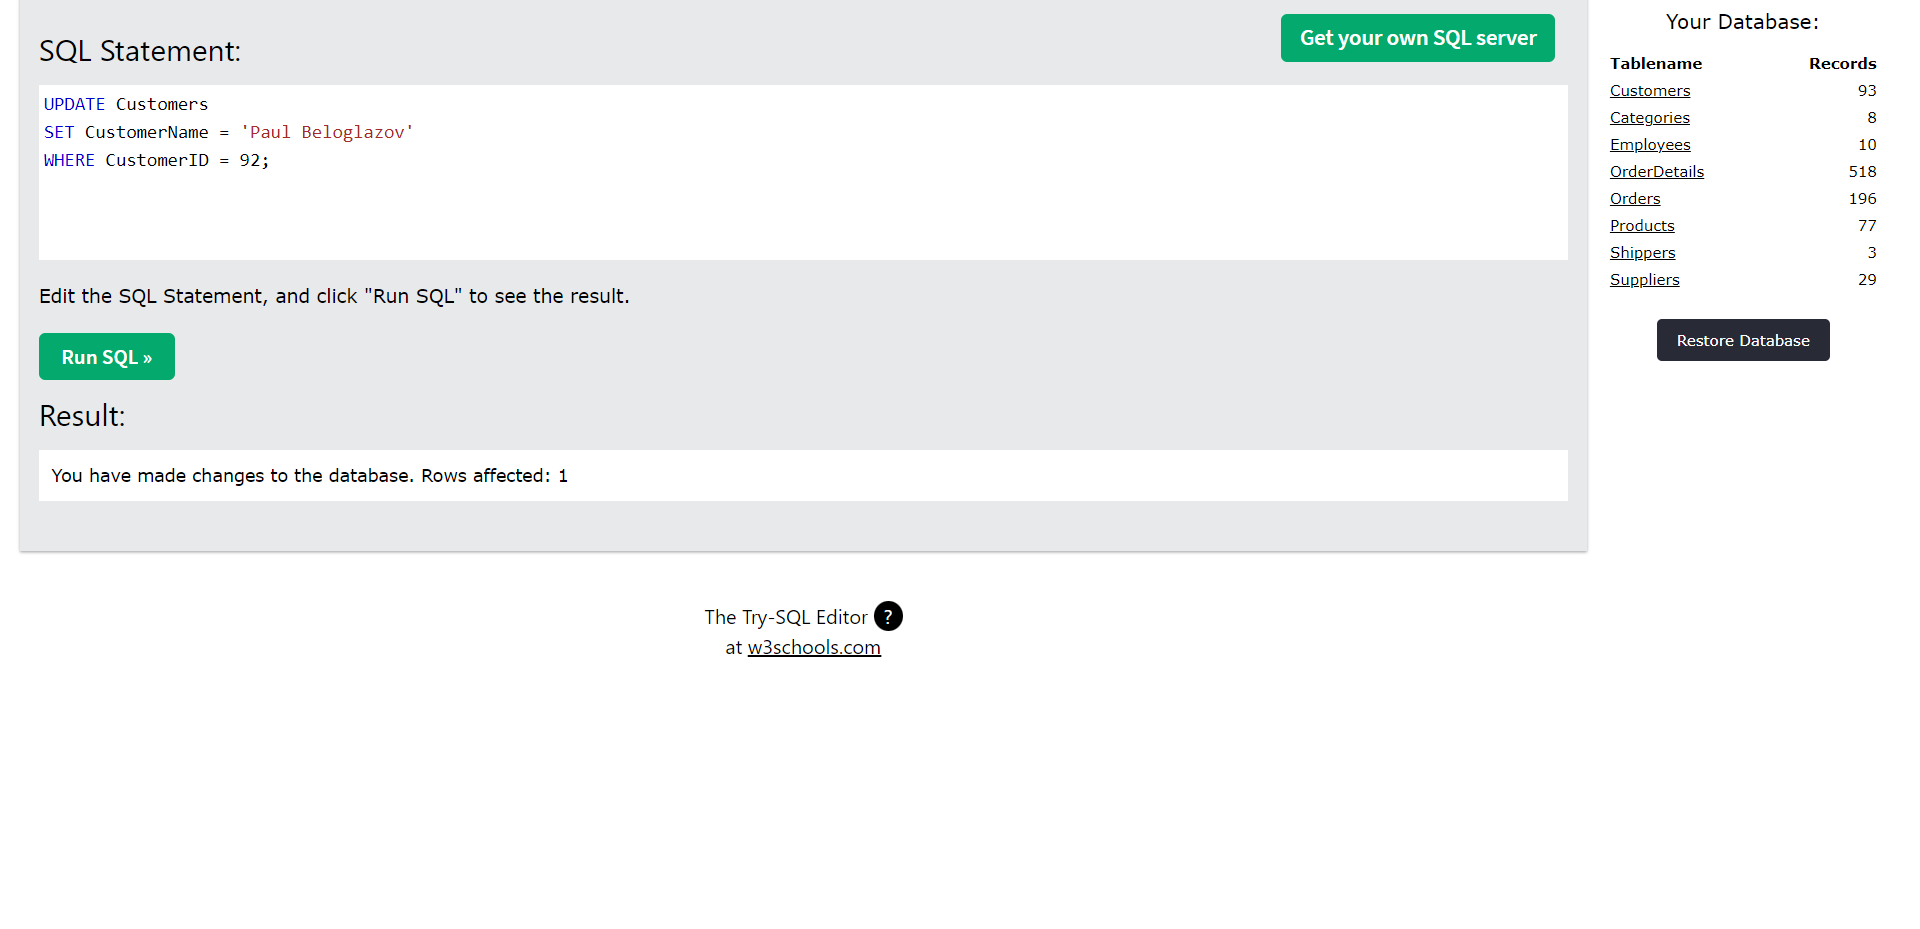 SQL Statement:
Get your own SQL server
UPDATE Customers
SET CustomerName = 'Paul Beloglazov'
WHERE CustomerID = 92;
Edit the SQL Statement, and click "Run SQL" to see the result.
Run SQL »
Result:
You have made changes to the database. Rows affected: 1
The Try-SQL Editor ?
at w3schools.com
Your Database:
Tablename Records
Customers 93
Categories 8
Employees 10
OrderDetails 518
Orders 196
Products 77
Shippers 3
Suppliers 29
Restore Database